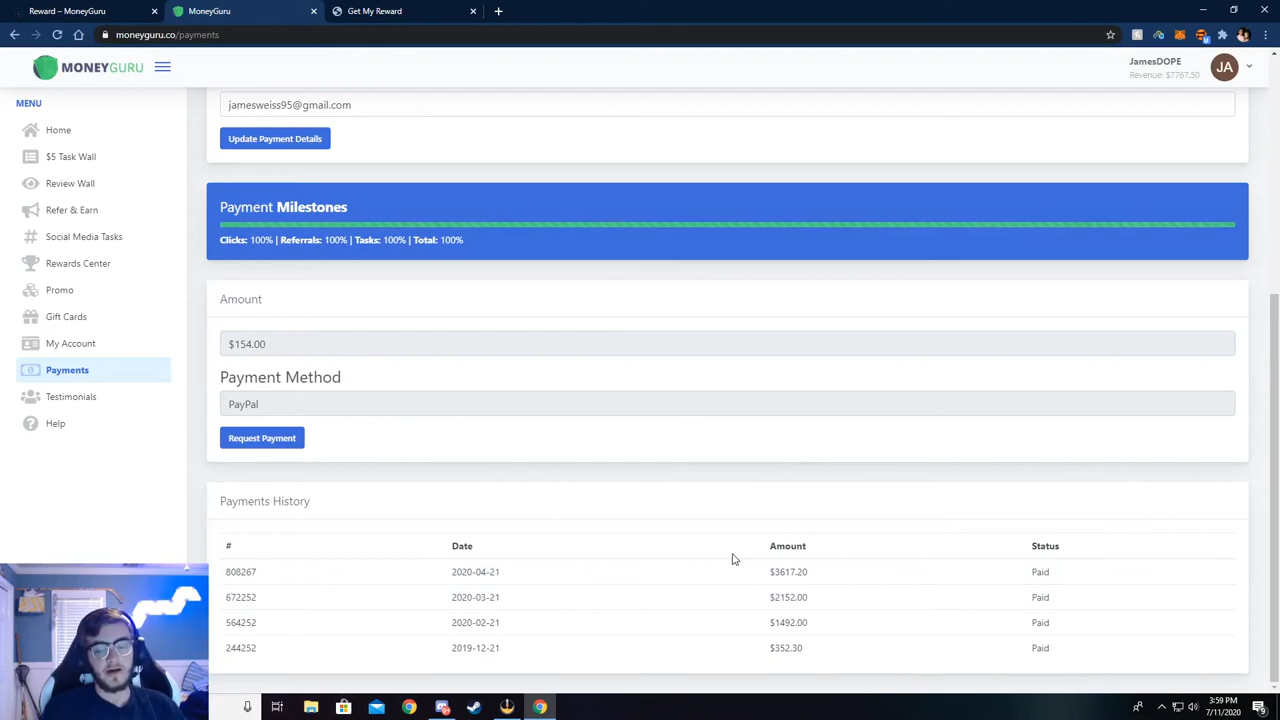 Reward – MoneyGuru
MoneyGuru
Get My Reward
moneyguru.co/payments
MONEYGURU
JamesDOPE
Revenue: $7767.50
JA
MENU
Home
$5 Task Wall
Review Wall
Refer & Earn
Social Media Tasks
Rewards Center
Promo
Gift Cards
My Account
Payments
Testimonials
Help
jamesweiss95@gmail.com
Update Payment Details
Payment Milestones
Clicks: 100% | Referrals: 100% | Tasks: 100% | Total: 100%
Amount
$154.00
Payment Method
PayPal
Request Payment
Payments History
# Date Amount Status
808267 2020-04-21 $3617.20 Paid
672252 2020-03-21 $2152.00 Paid
564252 2020-02-21 $1492.00 Paid
244252 2019-12-21 $352.30 Paid
3:59 PM
7/11/2020